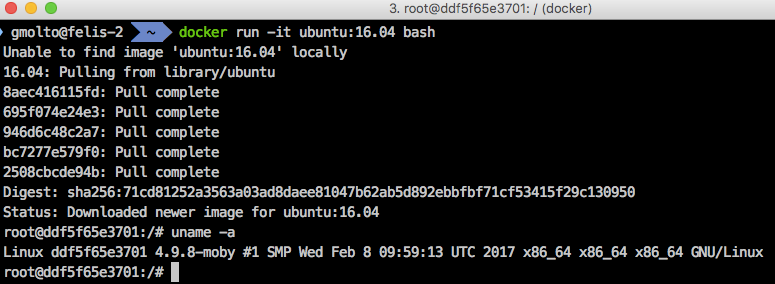 3. root@ddf5f65e3701: / (docker)
gmolto@felis-2 ~ docker run -it ubuntu:16.04 bash
Unable to find image 'ubuntu:16.04' locally
16.04: Pulling from library/ubuntu
8aec416115fd: Pull complete
695f074e24e3: Pull complete
946d6c48c2a7: Pull complete
bc7277e579f0: Pull complete
2508cbcde94b: Pull complete
Digest: sha256:71cd81252a3563a03ad8daee81047b62ab5d892ebbfbf71cf53415f29c130950
Status: Downloaded newer image for ubuntu:16.04
root@ddf5f65e3701:/# uname -a
Linux ddf5f65e3701 4.9.8-moby #1 SMP Wed Feb 8 09:59:13 UTC 2017 x86_64 x86_64 x86_64 GNU/Linux
root@ddf5f65e3701:/#